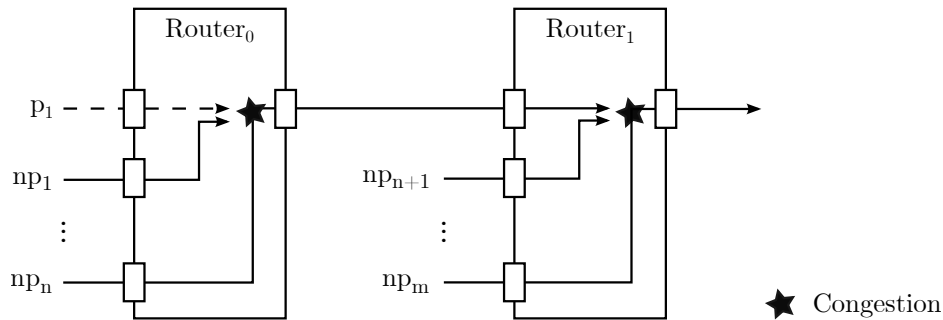 Router₀
Router₁
p₁
np₁
npₙ₊₁
⋮
⋮
npₙ
npₘ
Congestion